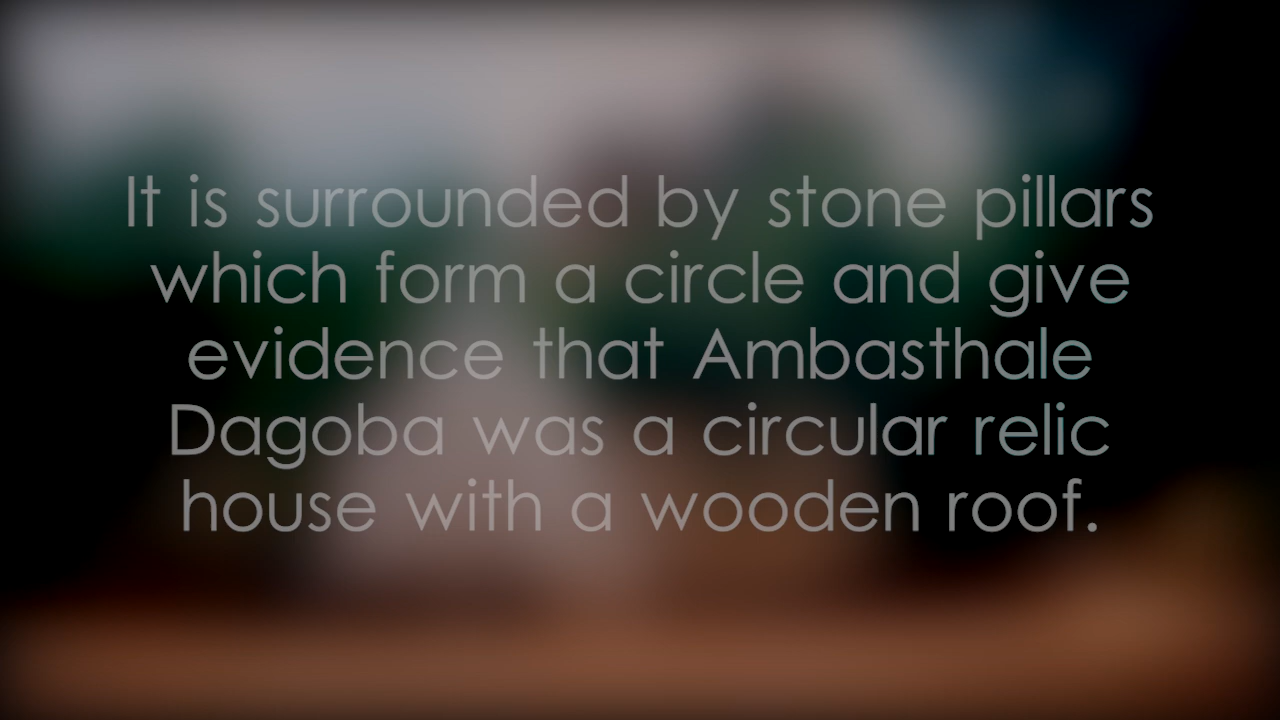 It is surrounded by stone pillars
which form a circle and give
evidence that Ambasthale
Dagoba was a circular relic
house with a wooden roof.